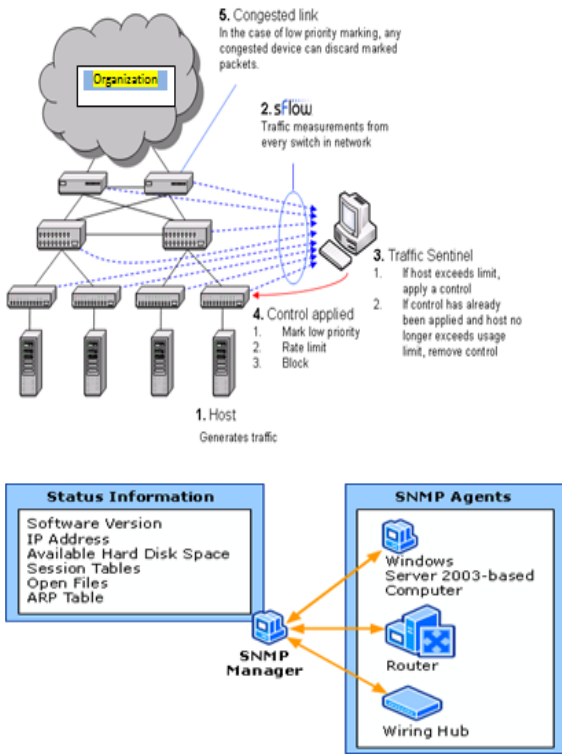 5. Congested link
In the case of low priority marking, any
congested device can discard marked
packets.
Organization
2. sFlow
Traffic measurements from
every switch in network
3. Traffic Sentinel
1. If host exceeds limit,
apply a control
2. If control has already
been applied and host no
longer exceeds usage
limit, remove control
4. Control applied
1. Mark low priority
2. Rate limit
3. Block
1. Host
Generates traffic
Status Information
Software Version
IP Address
Available Hard Disk Space
Session Tables
Open Files
ARP Table
SNMP
Manager
SNMP Agents
Windows
Server 2003-based
Computer
Router
Wiring Hub